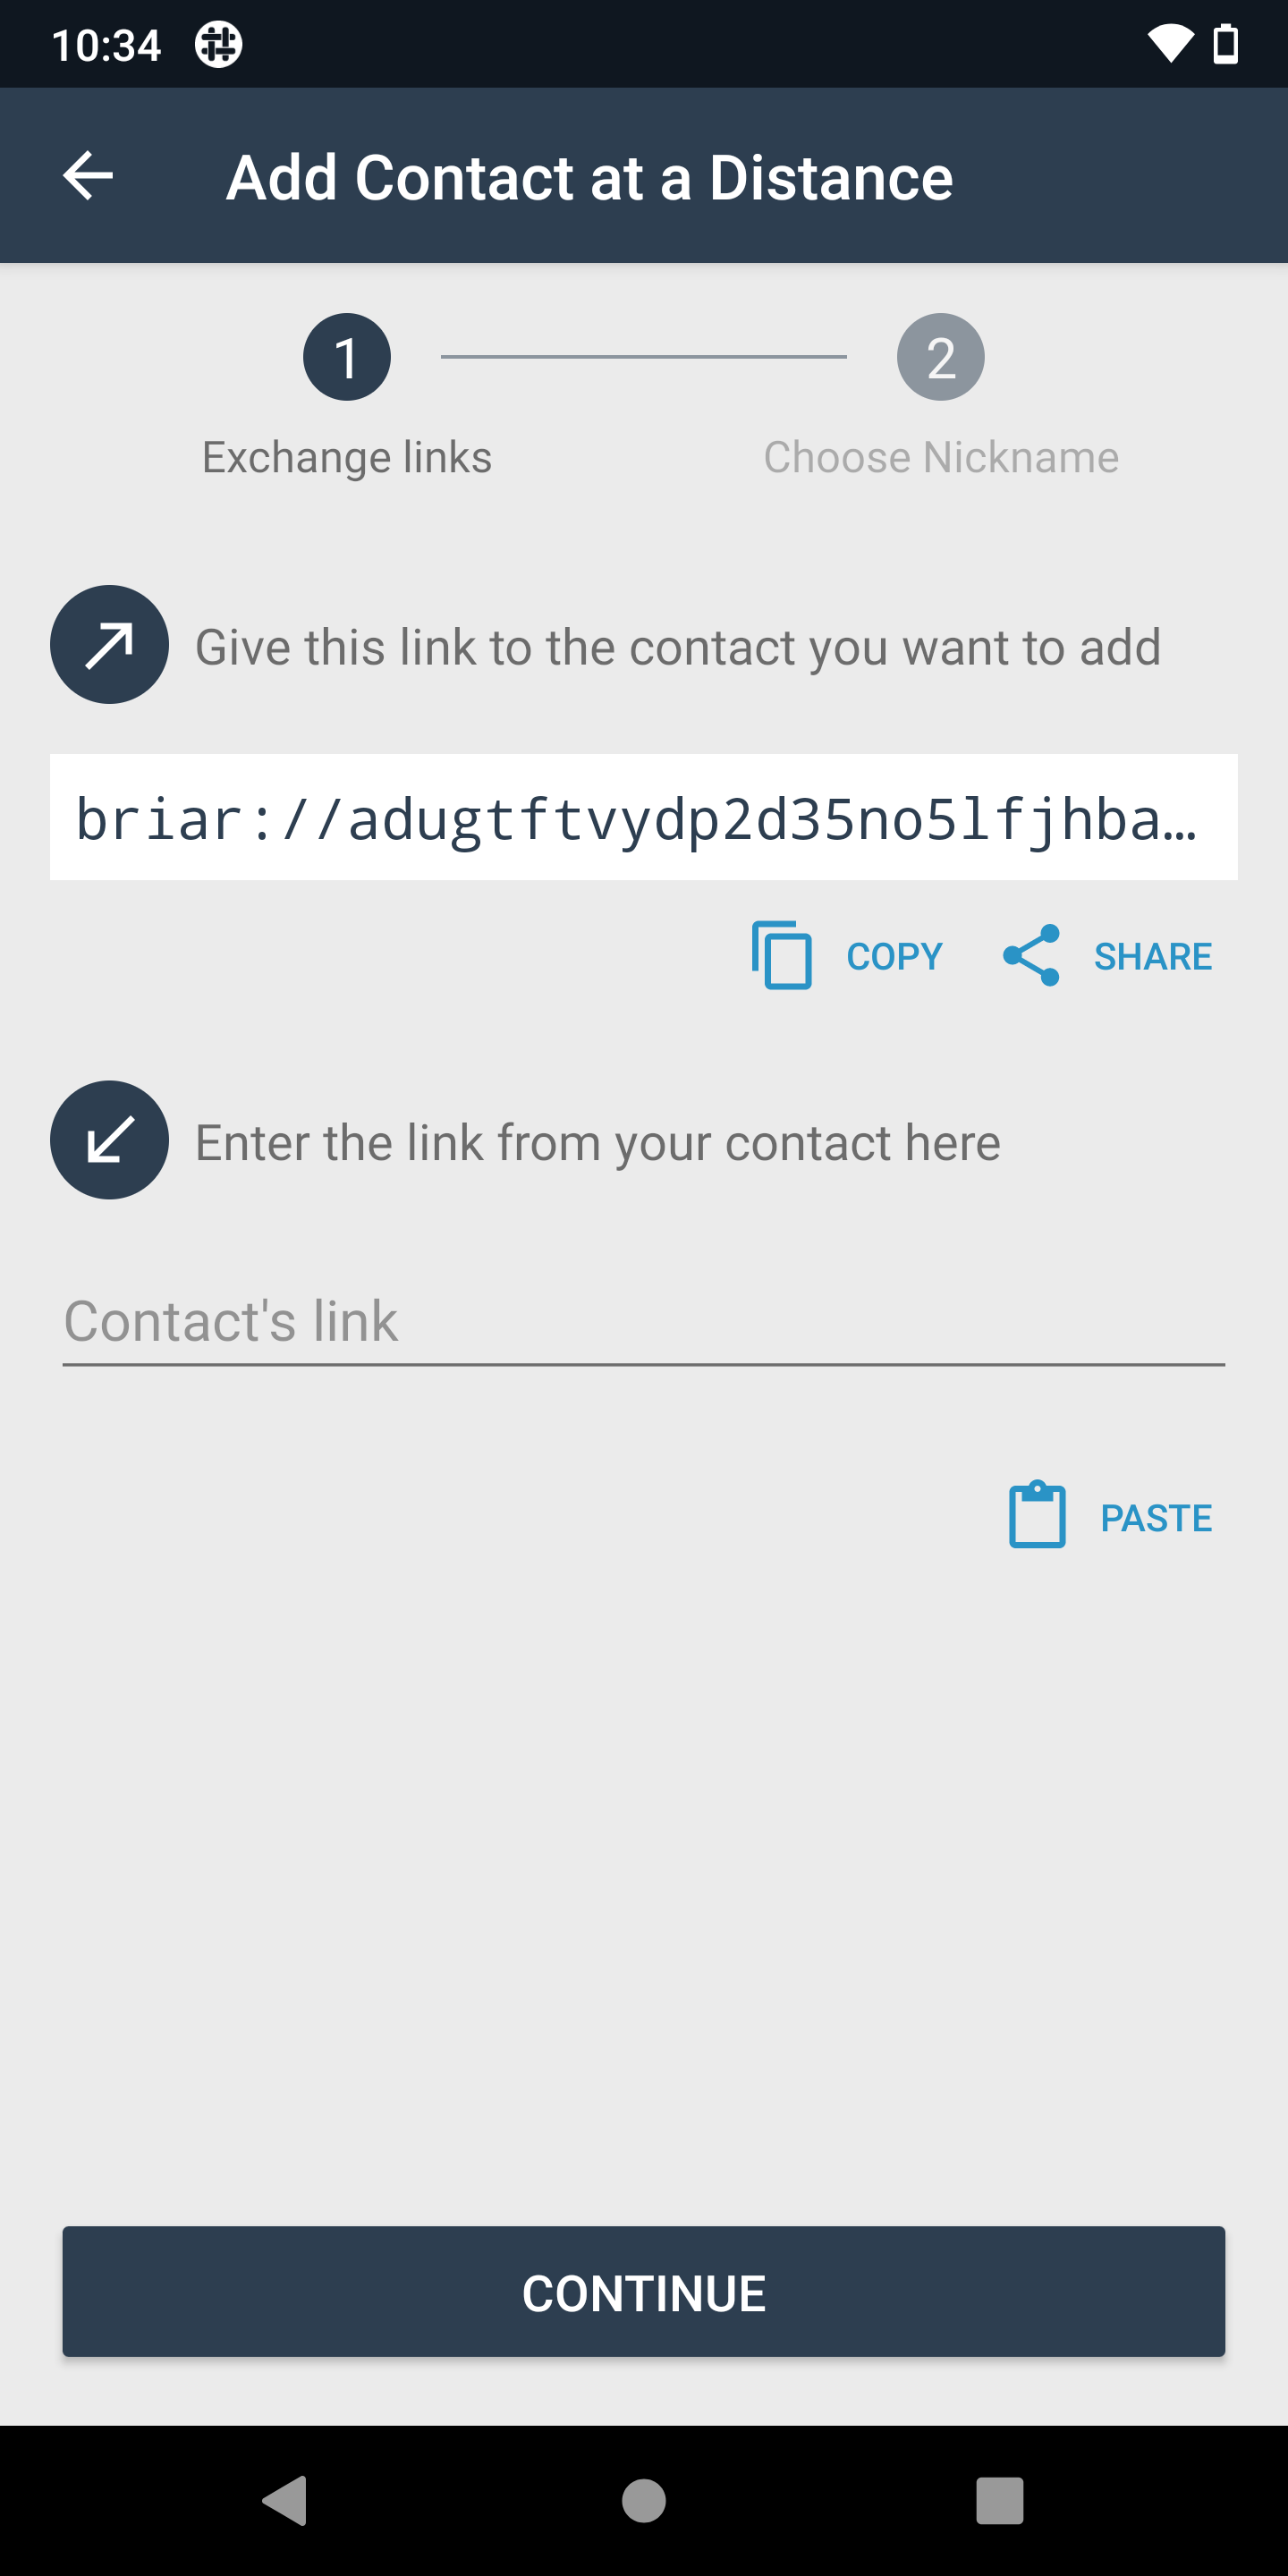 10:34
Add Contact at a Distance
1
2
Exchange links
Choose Nickname
Give this link to the contact you want to add
briar://adugtftvydp2d35no5lfjhba…
COPY
SHARE
Enter the link from your contact here
Contact's link
PASTE
CONTINUE